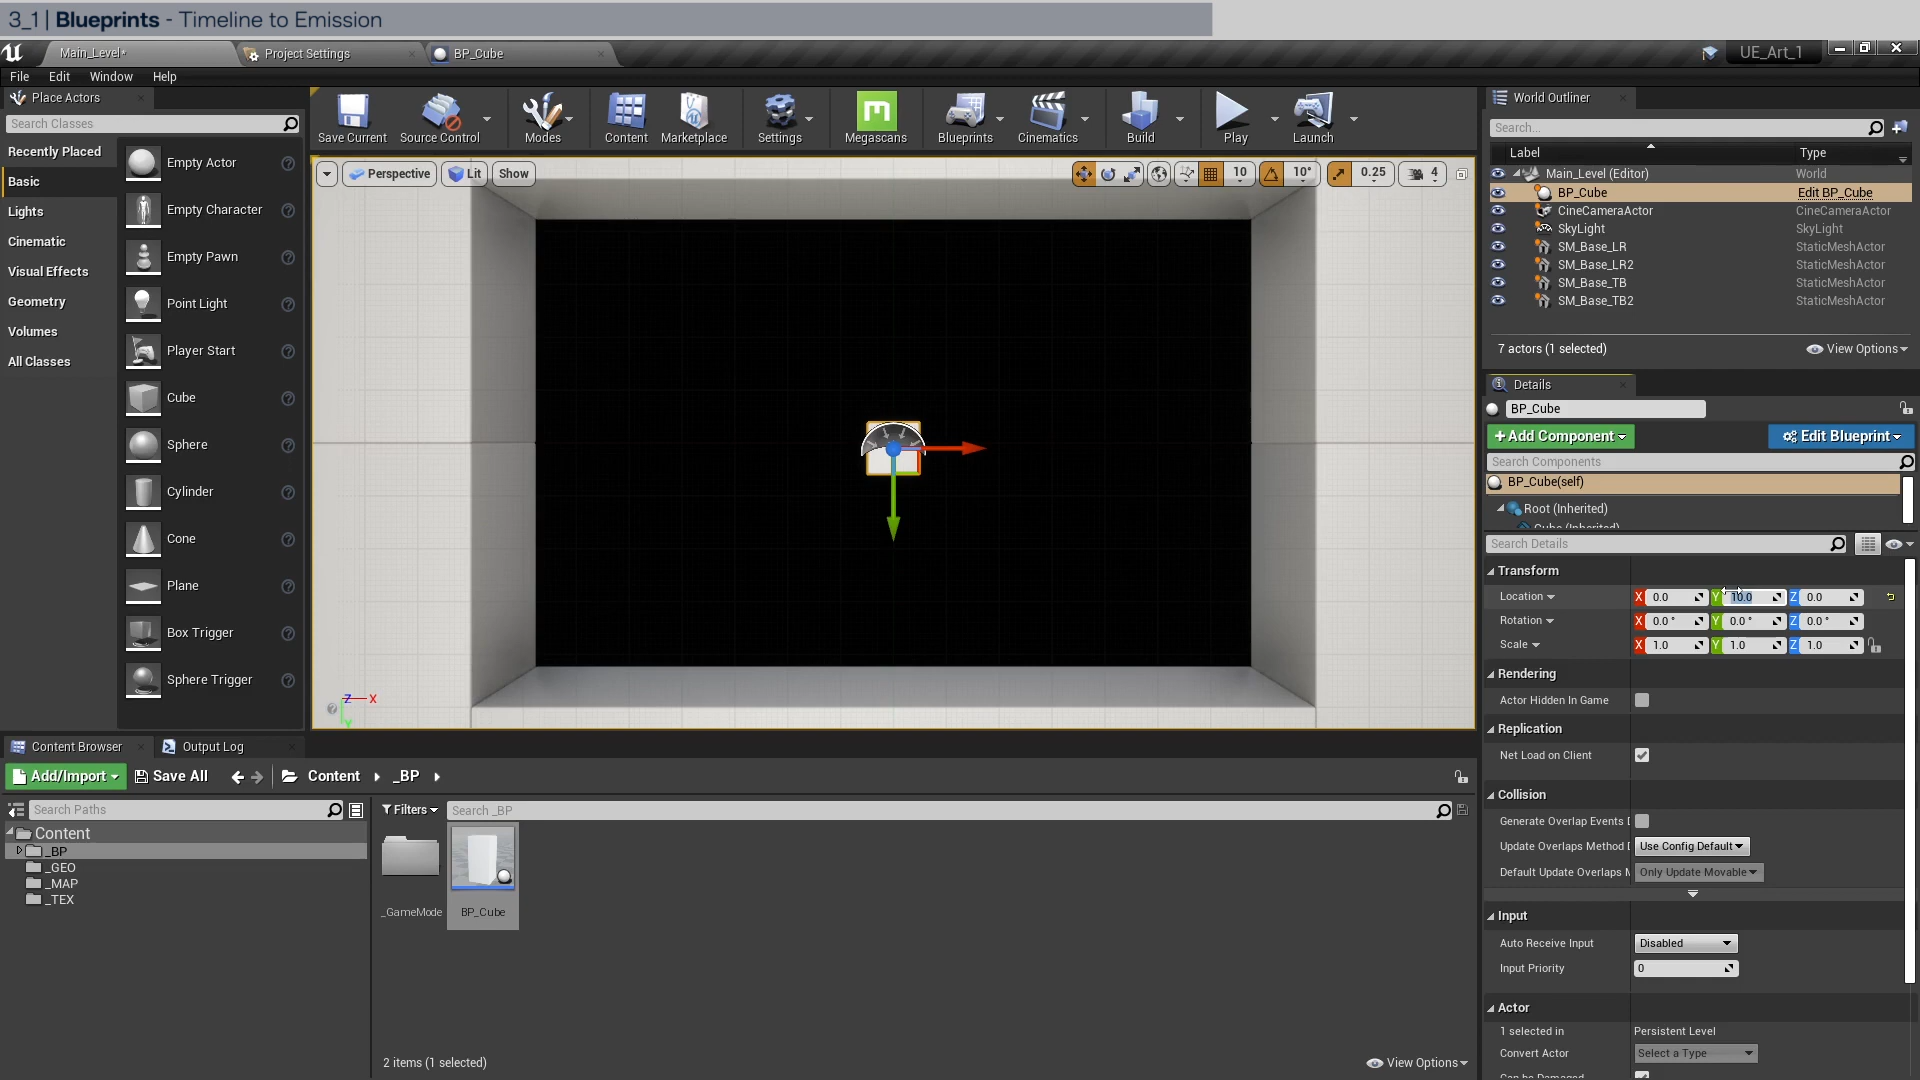 3_1 | Blueprints - Timeline to Emission
Main_Level*
Project Settings
BP_Cube
UE_Art_1
File Edit Window Help
Place Actors
Search Classes
Recently Placed
Basic
Lights
Cinematic
Visual Effects
Geometry
Volumes
All Classes
Empty Actor
Empty Character
Empty Pawn
Point Light
Player Start
Cube
Sphere
Cylinder
Cone
Plane
Box Trigger
Sphere Trigger
Save Current
Source Control
Modes
Content
Marketplace
Settings
Megascans
Blueprints
Cinematics
Build
Play
Launch
Perspective Lit Show
10 10° 0.25 4
Z X
Y
World Outliner
Search...
Label Type
Main_Level (Editor) World
BP_Cube Edit BP_Cube
CineCameraActor CineCameraActor
SkyLight SkyLight
SM_Base_LR StaticMeshActor
SM_Base_LR2 StaticMeshActor
SM_Base_TB StaticMeshActor
SM_Base_TB2 StaticMeshActor
7 actors (1 selected) View Options
Details
BP_Cube
+Add Component Edit Blueprint
Search Components
BP_Cube(self)
Root (Inherited)
Cube (Inherited)
Search Details
Transform
Location X 0.0 Y 10.0 Z 0.0
Rotation X 0.0 ° Y 0.0 ° Z 0.0 °
Scale X 1.0 Y 1.0 Z 1.0
Rendering
Actor Hidden In Game
Replication
Net Load on Client
Collision
Generate Overlap Events
Update Overlaps Method Use Config Default
Default Update Overlaps Only Update Movable
Input
Auto Receive Input Disabled
Input Priority 0
Actor
1 selected in Persistent Level
Convert Actor Select a Type
Can be Damaged
Content Browser
Output Log
Add/Import Save All Content _BP
Search Paths
Filters Search _BP
Content
_BP
_GEO
_MAP
_TEX
_GameMode
BP_Cube
2 items (1 selected)
View Options